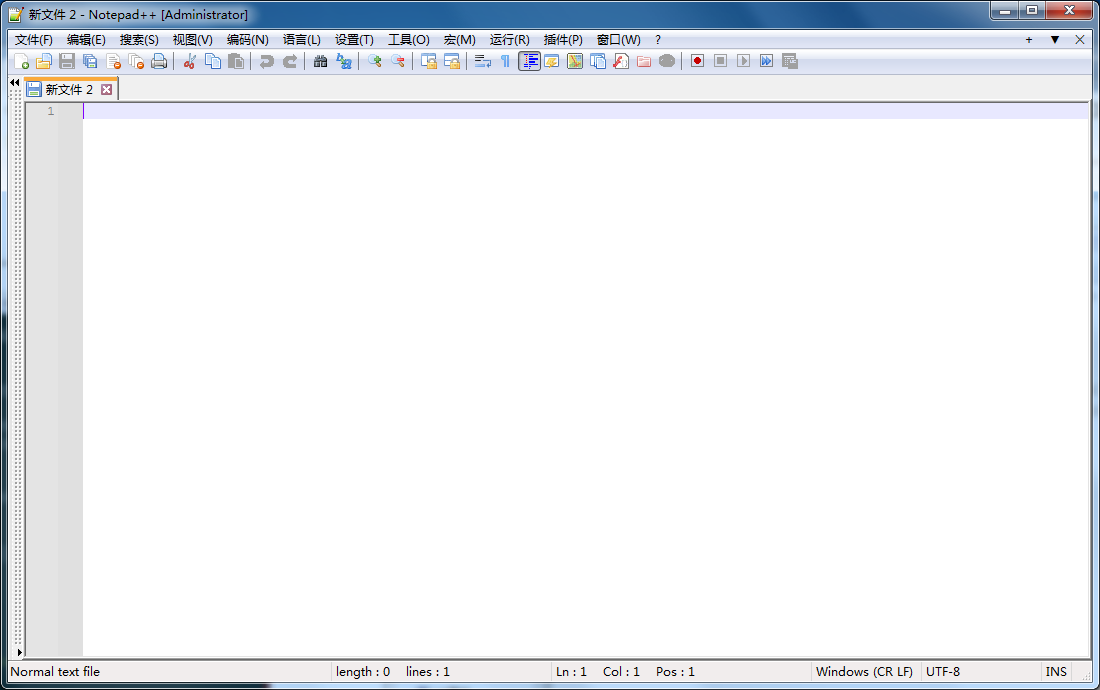 新文件 2 - Notepad++ [Administrator]
文件(F) 编辑(E) 搜索(S) 视图(V) 编码(N) 语言(L) 设置(T) 工具(O) 宏(M) 运行(R) 插件(P) 窗口(W) ?
新文件 2
1
Normal text file length : 0 lines : 1 Ln : 1 Col : 1 Pos : 1 Windows (CR LF) UTF-8 INS